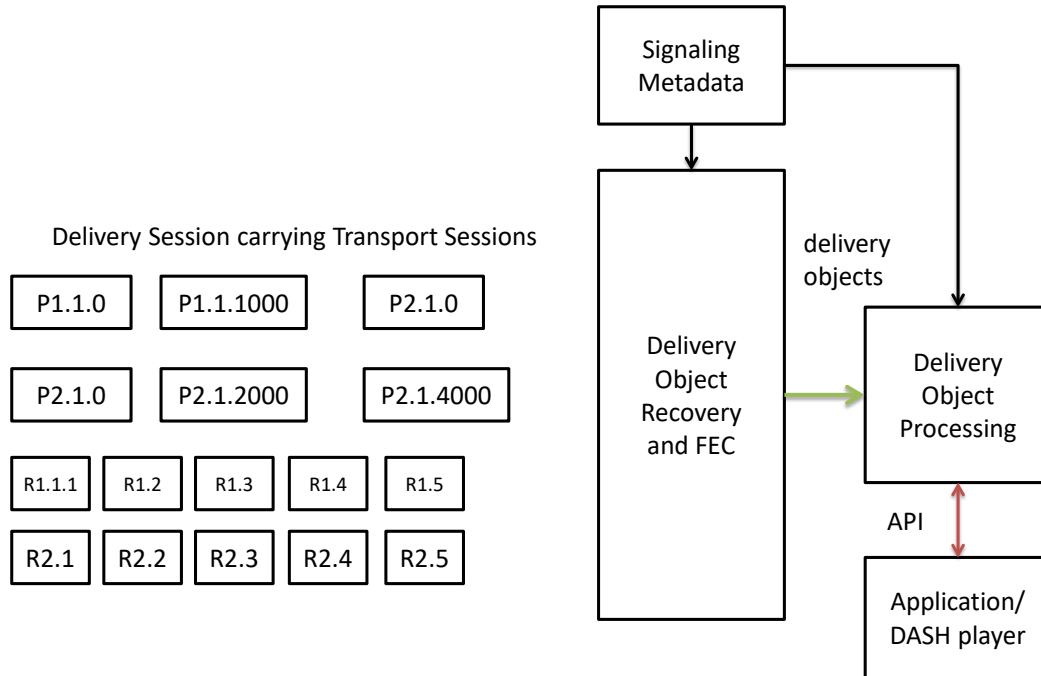 Signaling
Metadata
Delivery Session carrying Transport Sessions
P1.1.0
P1.1.1000
P2.1.0
P2.1.0
P2.1.2000
P2.1.4000
R1.1.1
R1.2
R1.3
R1.4
R1.5
R2.1
R2.2
R2.3
R2.4
R2.5
Delivery
Object
Recovery
and FEC
delivery
objects
Delivery
Object
Processing
API
Application/
DASH player